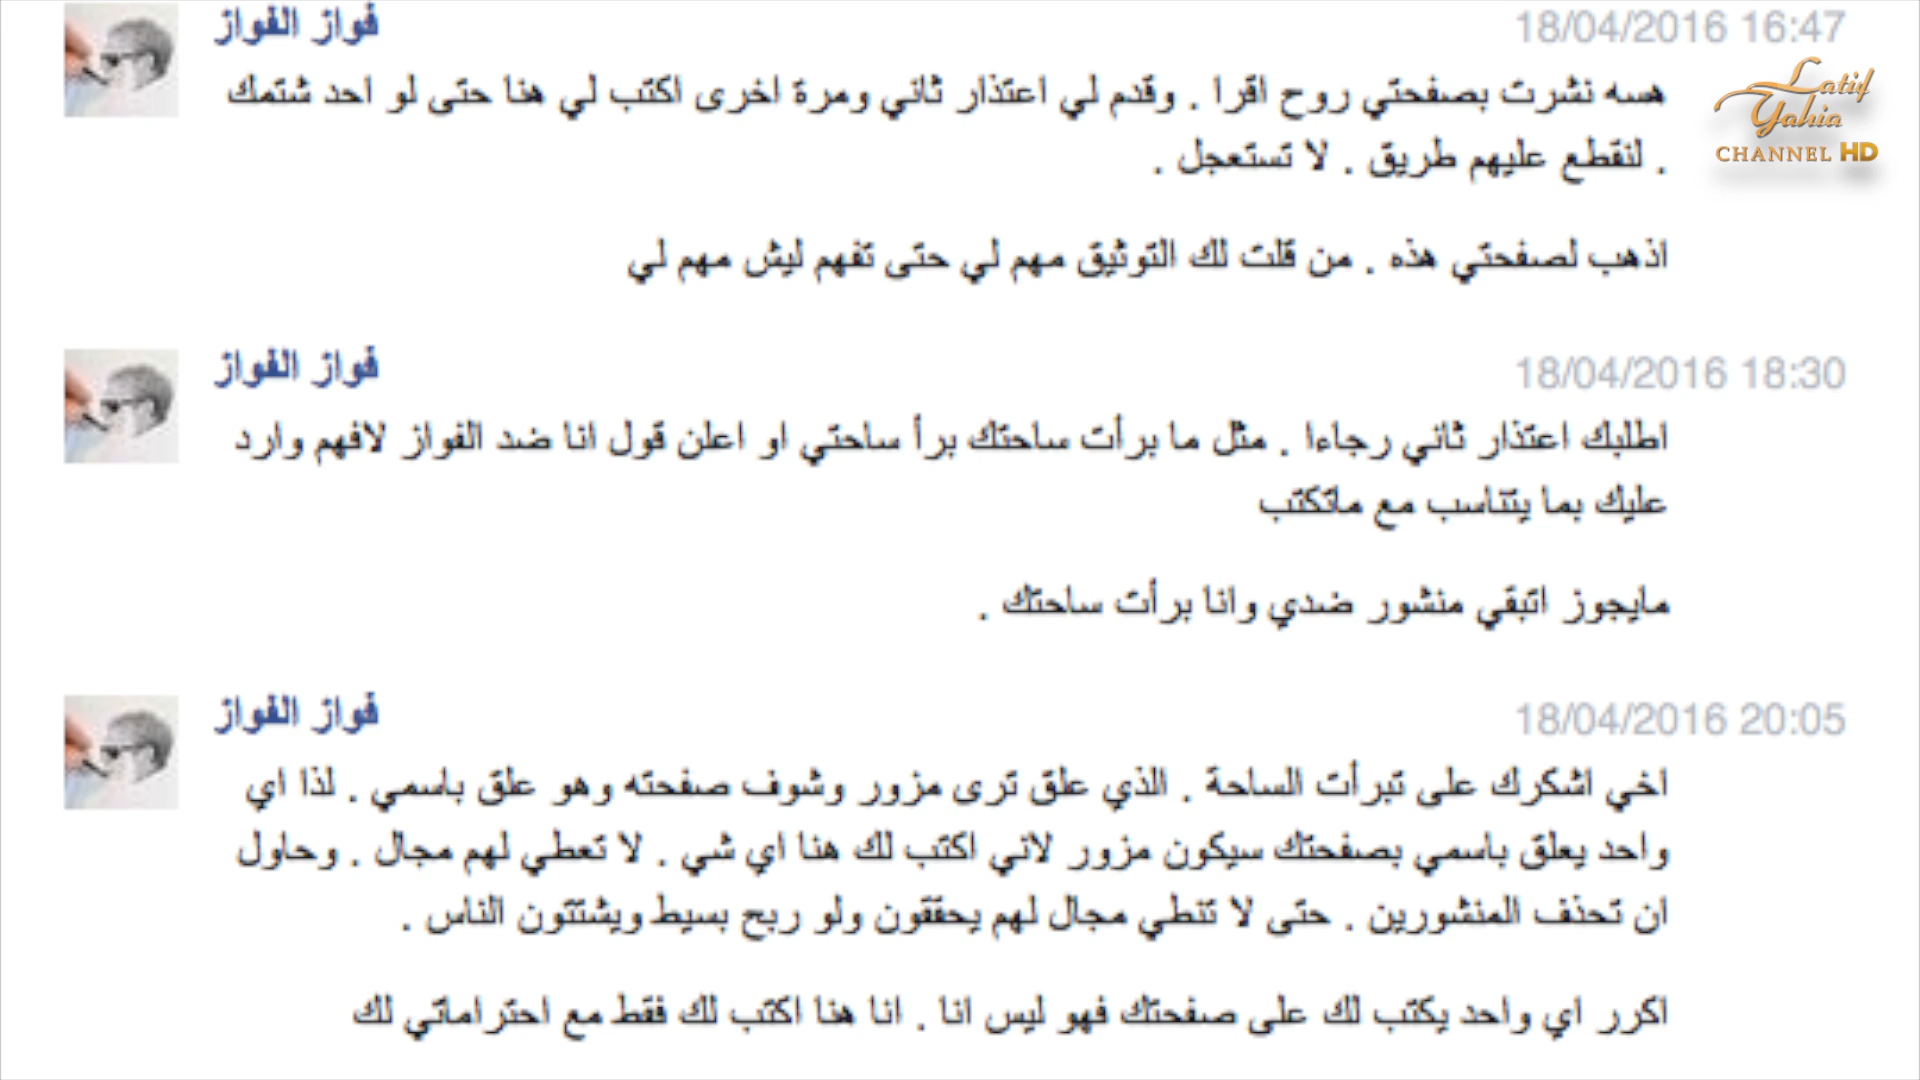 فواز الفواز
18/04/2016 16:47
هسه نشرت بصفحتي روح اقرا . وقدم لي اعتذار ثاني ومرة اخرى اكتب لي هنا حتى لو احد شتمك
. لنقطع عليهم طريق . لا تستعجل .
اذهب لصفحتي هذه . من قلت لك التوثيق مهم لي حتى تفهم ليش مهم لي
فواز الفواز
18/04/2016 18:30
اطلبك اعتذار ثاني رجاءا . مثل ما برأت ساحتك برأ ساحتي او اعلن قول انا ضد الفواز لافهم وارد
عليك بما يتناسب مع ماتكتب
مايجوز اتبقي منشور ضدي وانا برأت ساحتك .
فواز الفواز
18/04/2016 20:05
اخي اشكرك على تبرأت الساحة . الذي علق ترى مزور وشوف صفحته وهو علق باسمي . لذا اي
واحد يعلق باسمي بصفحتك سيكون مزور لاني اكتب لك هنا اي شي . لا تعطي لهم مجال . وحاول
ان تحذف المنشورين . حتى لا تنطي مجال لهم يحققون ولو ربح بسيط ويشتتون الناس .
اكرر اي واحد يكتب لك على صفحتك فهو ليس انا . انا هنا اكتب لك فقط مع احتراماتي لك
Latif
Yahia
CHANNEL HD